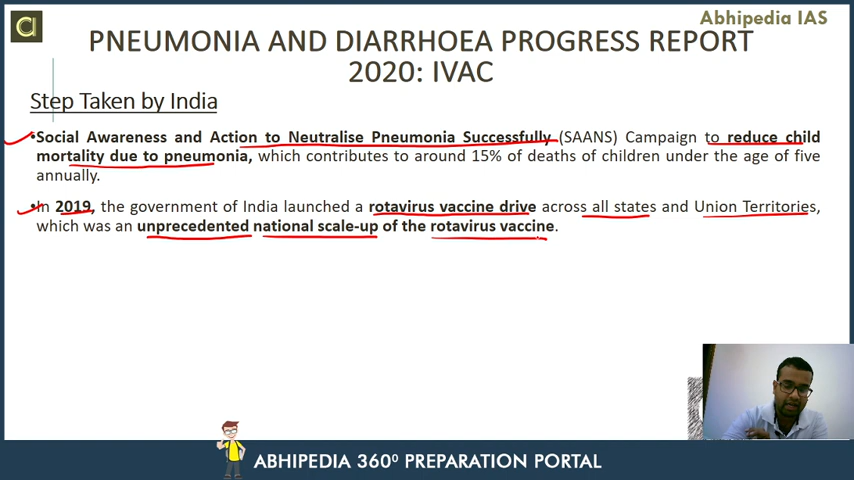 Abhipedia IAS
a
PNEUMONIA AND DIARRHOEA PROGRESS REPORT
2020: IVAC
Step Taken by India
•Social Awareness and Action to Neutralise Pneumonia Successfully (SAANS) Campaign to reduce child
mortality due to pneumonia, which contributes to around 15% of deaths of children under the age of five
annually.
•In 2019, the government of India launched a rotavirus vaccine drive across all states and Union Territories,
which was an unprecedented national scale-up of the rotavirus vaccine.
ABHIPEDIA 360⁰ PREPARATION PORTAL